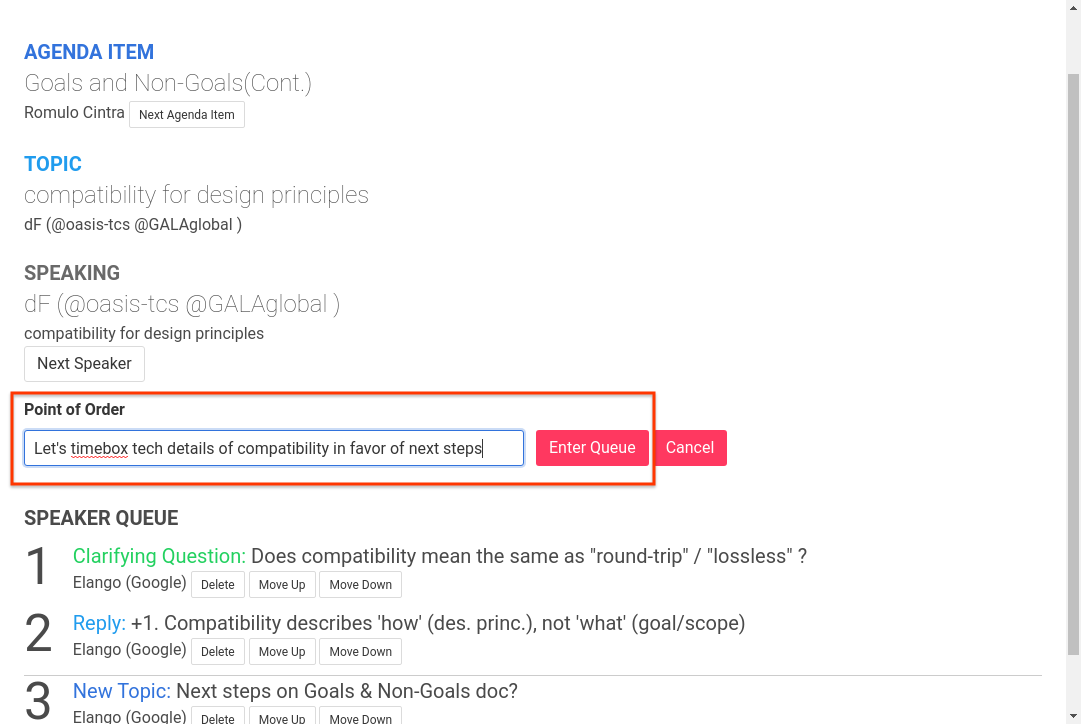 AGENDA ITEM
Goals and Non-Goals(Cont.)
Romulo Cintra Next Agenda Item
TOPIC
compatibility for design principles
dF (@oasis-tcs @GALAglobal )
SPEAKING
dF (@oasis-tcs @GALAglobal )
compatibility for design principles
Next Speaker
Point of Order
Let's timebox tech details of compatibility in favor of next steps Enter Queue Cancel
SPEAKER QUEUE
1 Clarifying Question: Does compatibility mean the same as "round-trip" / "lossless" ?
Elango (Google) Delete Move Up Move Down
2 Reply: +1. Compatibility describes 'how' (des. princ.), not 'what' (goal/scope)
Elango (Google) Delete Move Up Move Down
3 New Topic: Next steps on Goals & Non-Goals doc?
Elango (Google) Delete Move Up Move Down